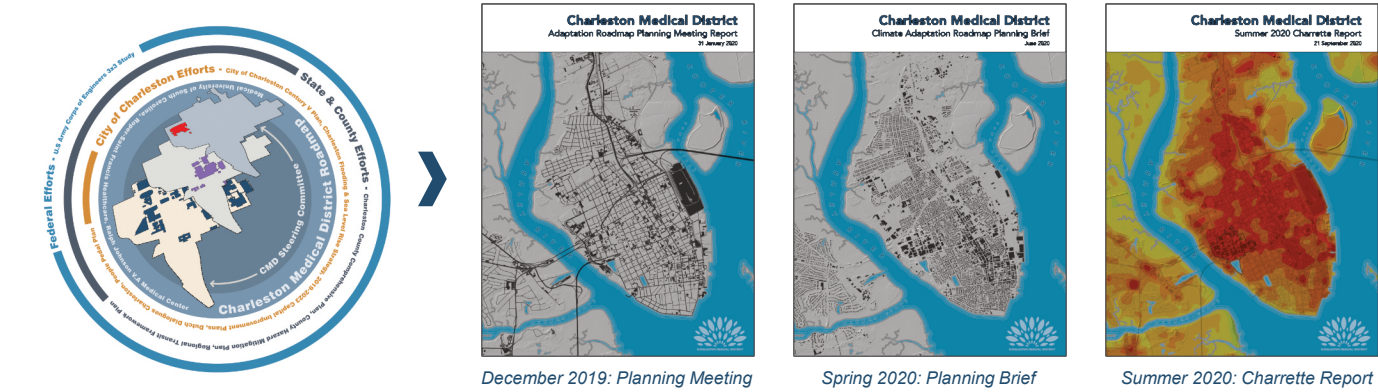 Federal Efforts • U.S Army Corps of Engineers 3x3 Study
State & County Efforts • Charleston County Comprehensive Plan, County Hazard Mitigation Plan, Regional Transit Framework Plan
City of Charleston Efforts • City of Charleston Century V Plan, Charleston Flooding & Sea Level Rise Strategy, 2019-2023 Capital Improvement Plans, Dutch Dialogues Charleston, People Pedal Plan
Charleston Medical District Roadmap
Medical University of South Carolina, Roper-Saint Francis Healthcare, Ralph Johnson V.A Medical Center
CMD Steering Committee
Charleston Medical District
Adaptation Roadmap Planning Meeting Report
31 January 2020
December 2019: Planning Meeting
Charleston Medical District
Climate Adaptation Roadmap Planning Brief
June 2020
Spring 2020: Planning Brief
Charleston Medical District
Summer 2020 Charrette Report
21 September 2020
Summer 2020: Charrette Report